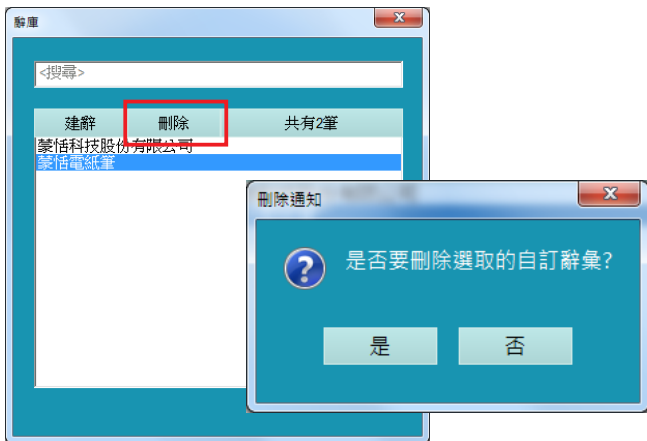 辭庫
<搜尋>
建辭 刪除 共有2筆
蒙恬科技股份有限公司
蒙恬電紙筆
刪除通知
是否要刪除選取的自訂辭彙?
是 否